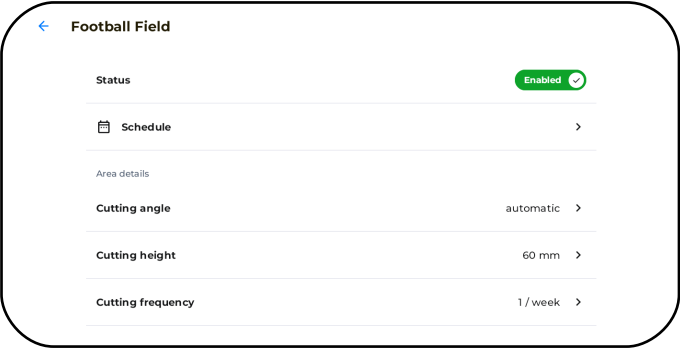 Football Field
Status Enabled
Schedule
Area details
Cutting angle automatic
Cutting height 60 mm
Cutting frequency 1 / week